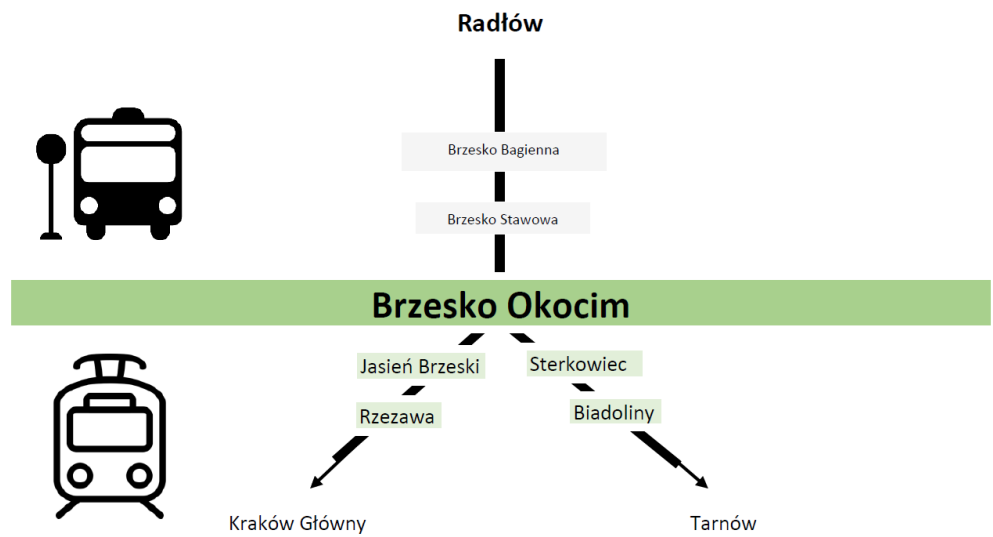 Radłów
Brzesko Bagienna
Brzesko Stawowa
Brzesko Okocim
Jasień Brzeski
Sterkowiec
Rzezawa
Biadoliny
Kraków Główny
Tarnów